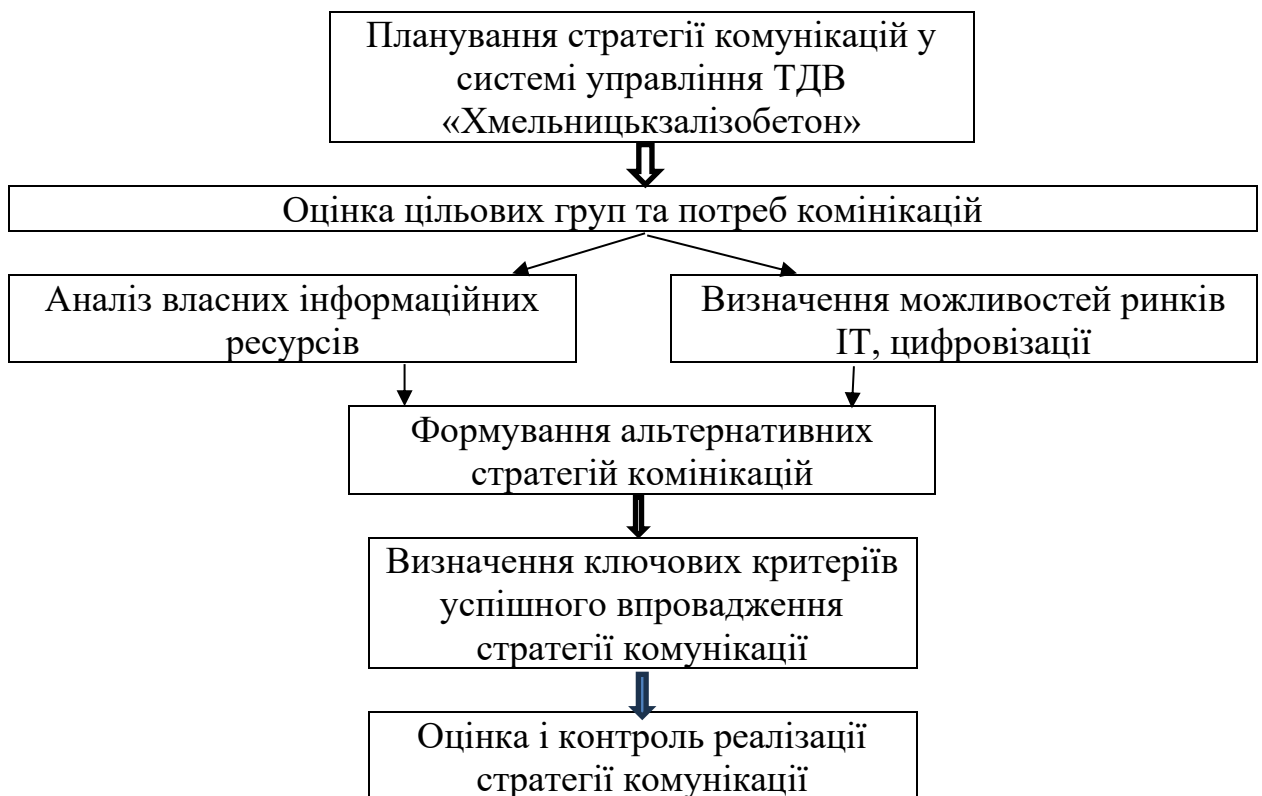 Планування стратегії комунікацій у
системі управління ТДВ
«Хмельницькзалізобетон»
Оцінка цільових груп та потреб комінікацій
Аналіз власних інформаційних
ресурсів
Визначення можливостей ринків
ІТ, цифровізації
Формування альтернативних
стратегій комінікацій
Визначення ключових критеріїв
успішного впровадження
стратегії комунікації
Оцінка і контроль реалізації
стратегії комунікації